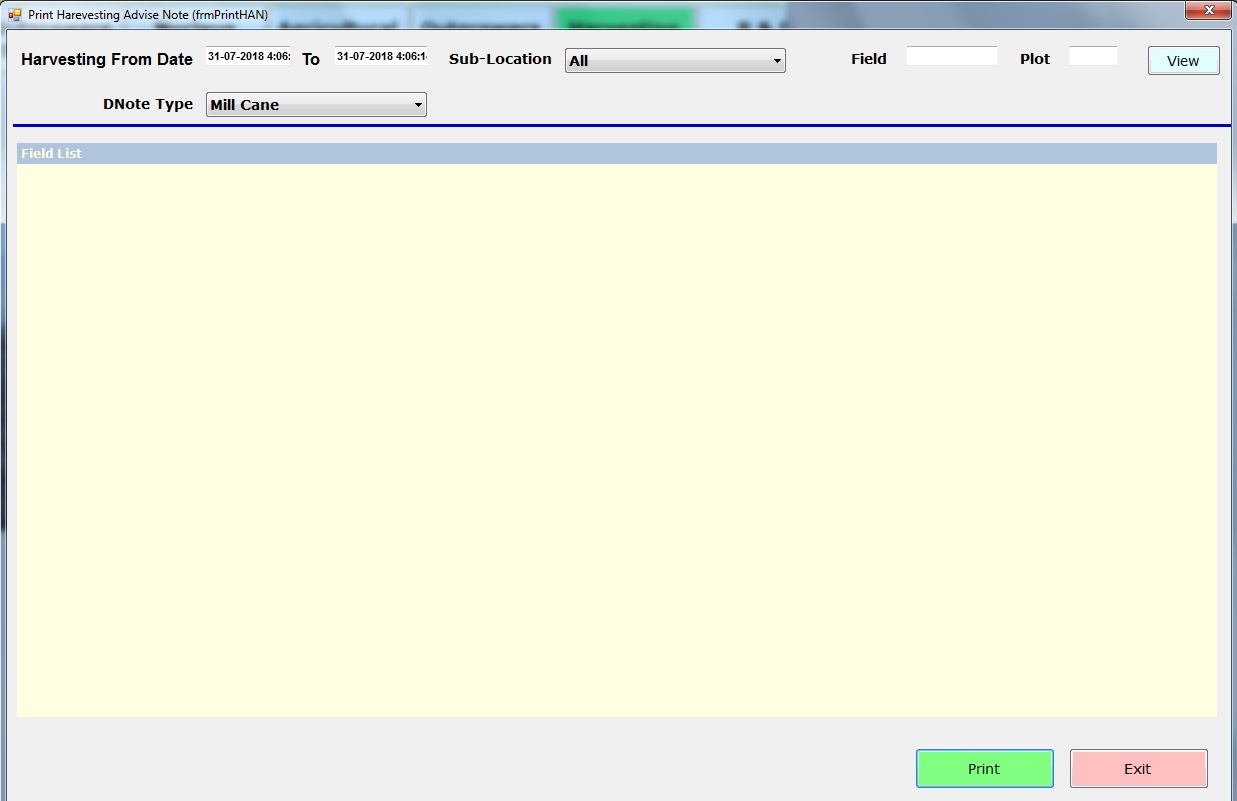 Print Harevesting Advise Note (frmPrintHAN)
Harvesting From Date 31-07-2018 4:06: To 31-07-2018 4:06:1 Sub-Location All Field Plot View
DNote Type Mill Cane
Field List
Print Exit